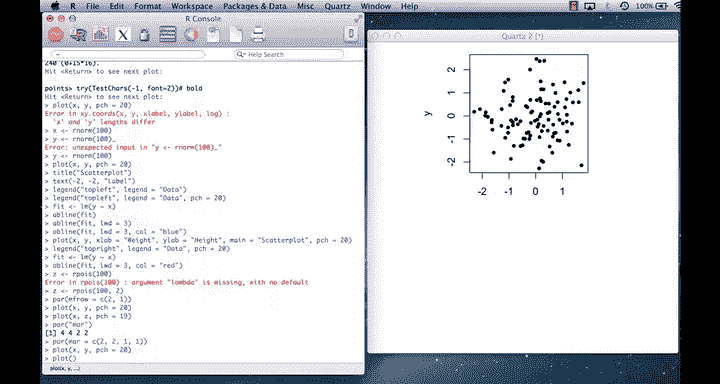 R File Edit Format Workspace Packages & Data Misc Quartz Window Help 100%
R Console
Help Search
240 (0+15*16).
Hit <Return> to see next plot:
points> try(TestChars(-1, font=2))# bold
Hit <Return> to see next plot:
> plot(x, y, pch = 20)
Error in xy.coords(x, y, xlabel, ylabel, log) :
'x' and 'y' lengths differ
> x <- rnorm(100)
> y <- rnorm(100)_
Error: unexpected input in "y <- rnorm(100)_"
> y <- rnorm(100)
> plot(x, y, pch = 20)
> title("Scatterplot")
> text(-2, -2, "Label")
> legend("topleft", legend = "Data")
> legend("topleft", legend = "Data", pch = 20)
> fit <- lm(y ~ x)
> abline(fit)
> abline(fit, lwd = 3)
> abline(fit, lwd = 3, col = "blue")
> plot(x, y, xlab = "Weight", ylab = "Height", main = "Scatterplot", pch = 20)
> legend("topright", legend = "Data", pch = 20)
> fit <- lm(y ~ x)
> abline(fit, lwd = 3, col = "red")
> z <- rpois(100)
Error in rpois(100) : argument "lambda" is missing, with no default
> z <- rpois(100, 2)
> par(mfrow = c(2, 1))
> plot(x, y, pch = 20)
> plot(x, z, pch = 19)
> par("mar")
[1] 4 4 2 2
> par(mar = c(2, 2, 1, 1))
> plot(x, y, pch = 20)
> plot()
plot(x, y, ...)
Quartz 2 [*]
2
1
0
-1
-2
y
-2 -1 0 1